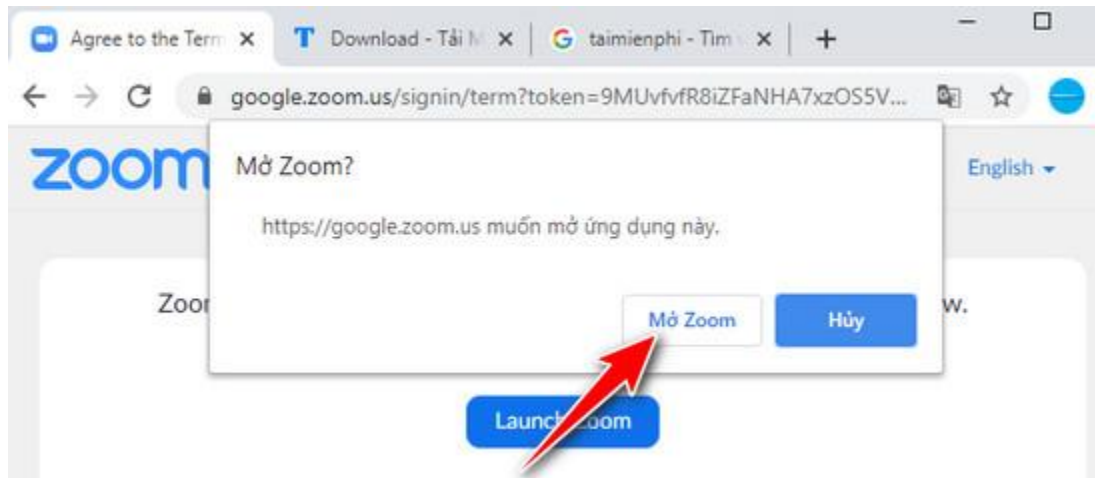 Agree to the Term
T Download - Tải M
G taimienphi - Tìm
google.zoom.us/signin/term?token=9MUvfvfR8iZFaNHA7xzOS5V...
zoom
English
Mở Zoom?
https://google.zoom.us muốn mở ứng dụng này.
Mở Zoom
Hủy
Launch Zoom